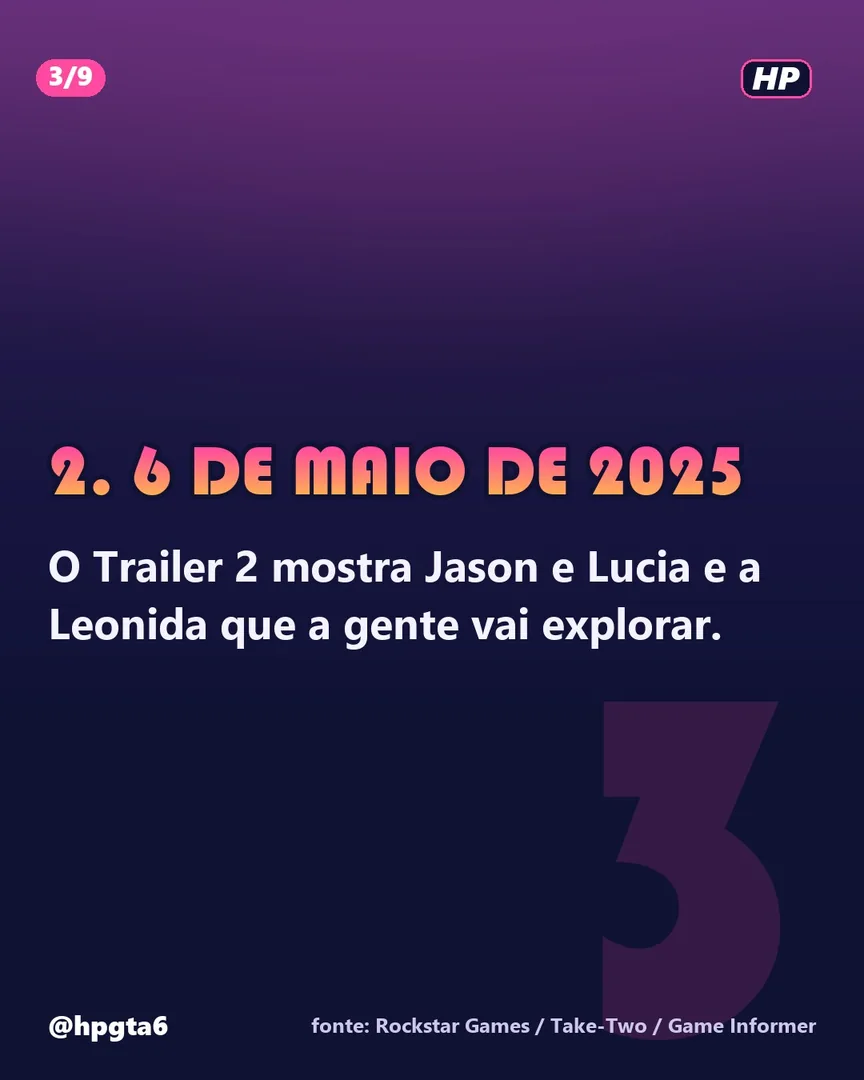 3/9
HP
2. 6 DE MAIO DE 2025
O Trailer 2 mostra Jason e Lucia e a
Leonida que a gente vai explorar.
3
@hpgta6
fonte: Rockstar Games / Take-Two / Game Informer